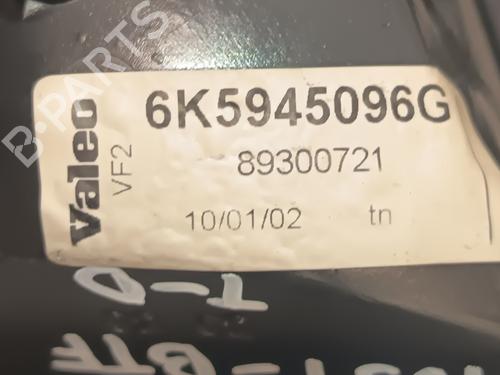 B-PARTS
Valeo
VF2
6K5945096G
89300721
10/01/02 tn